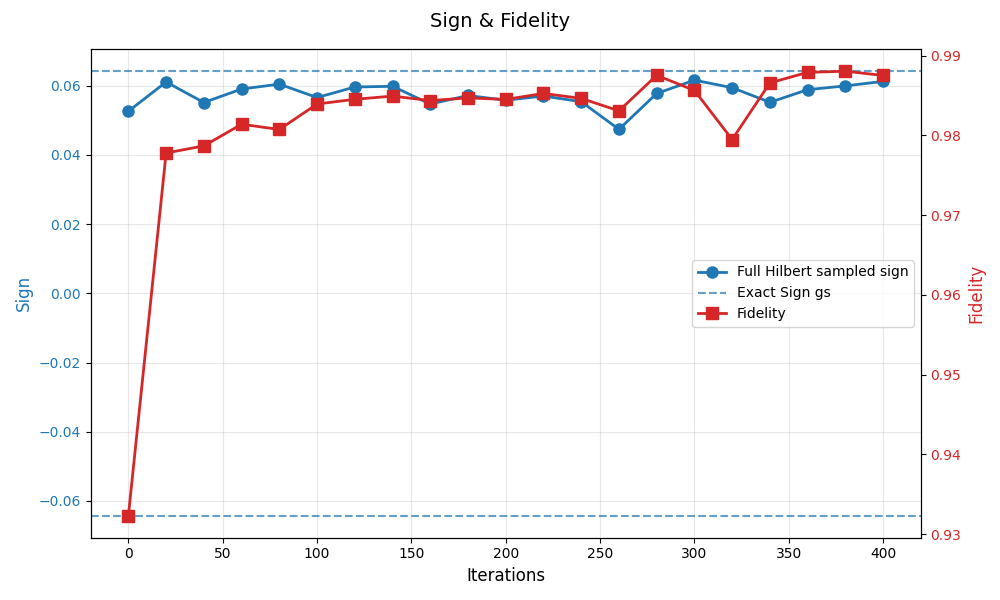 Sign & Fidelity
Sign
0.06
0.04
0.02
0.00
−0.02
−0.04
−0.06
0.99
0.98
0.97
0.96
0.95
0.94
0.93
Fidelity
Full Hilbert sampled sign
Exact Sign gs
Fidelity
0 50 100 150 200 250 300 350 400
Iterations